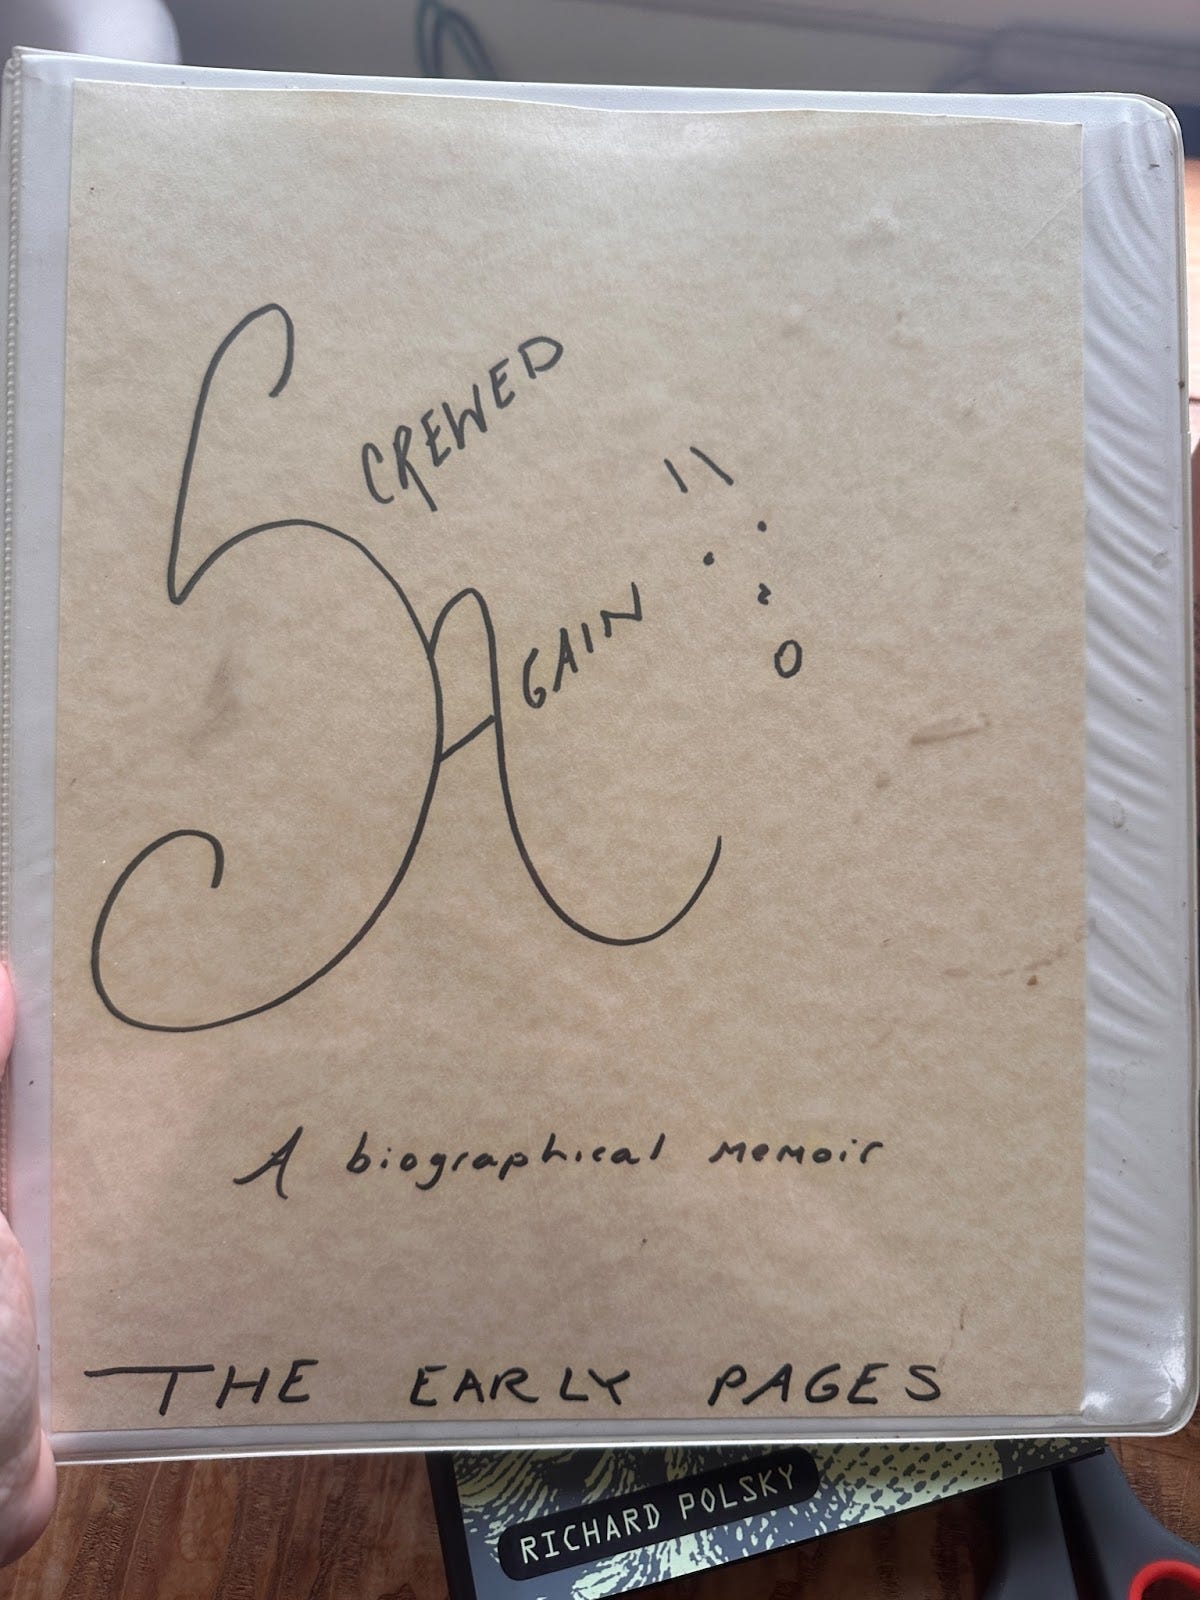 SCREWED
AGAIN
A biographical memoir
THE EARLY PAGES
RICHARD POLSKY